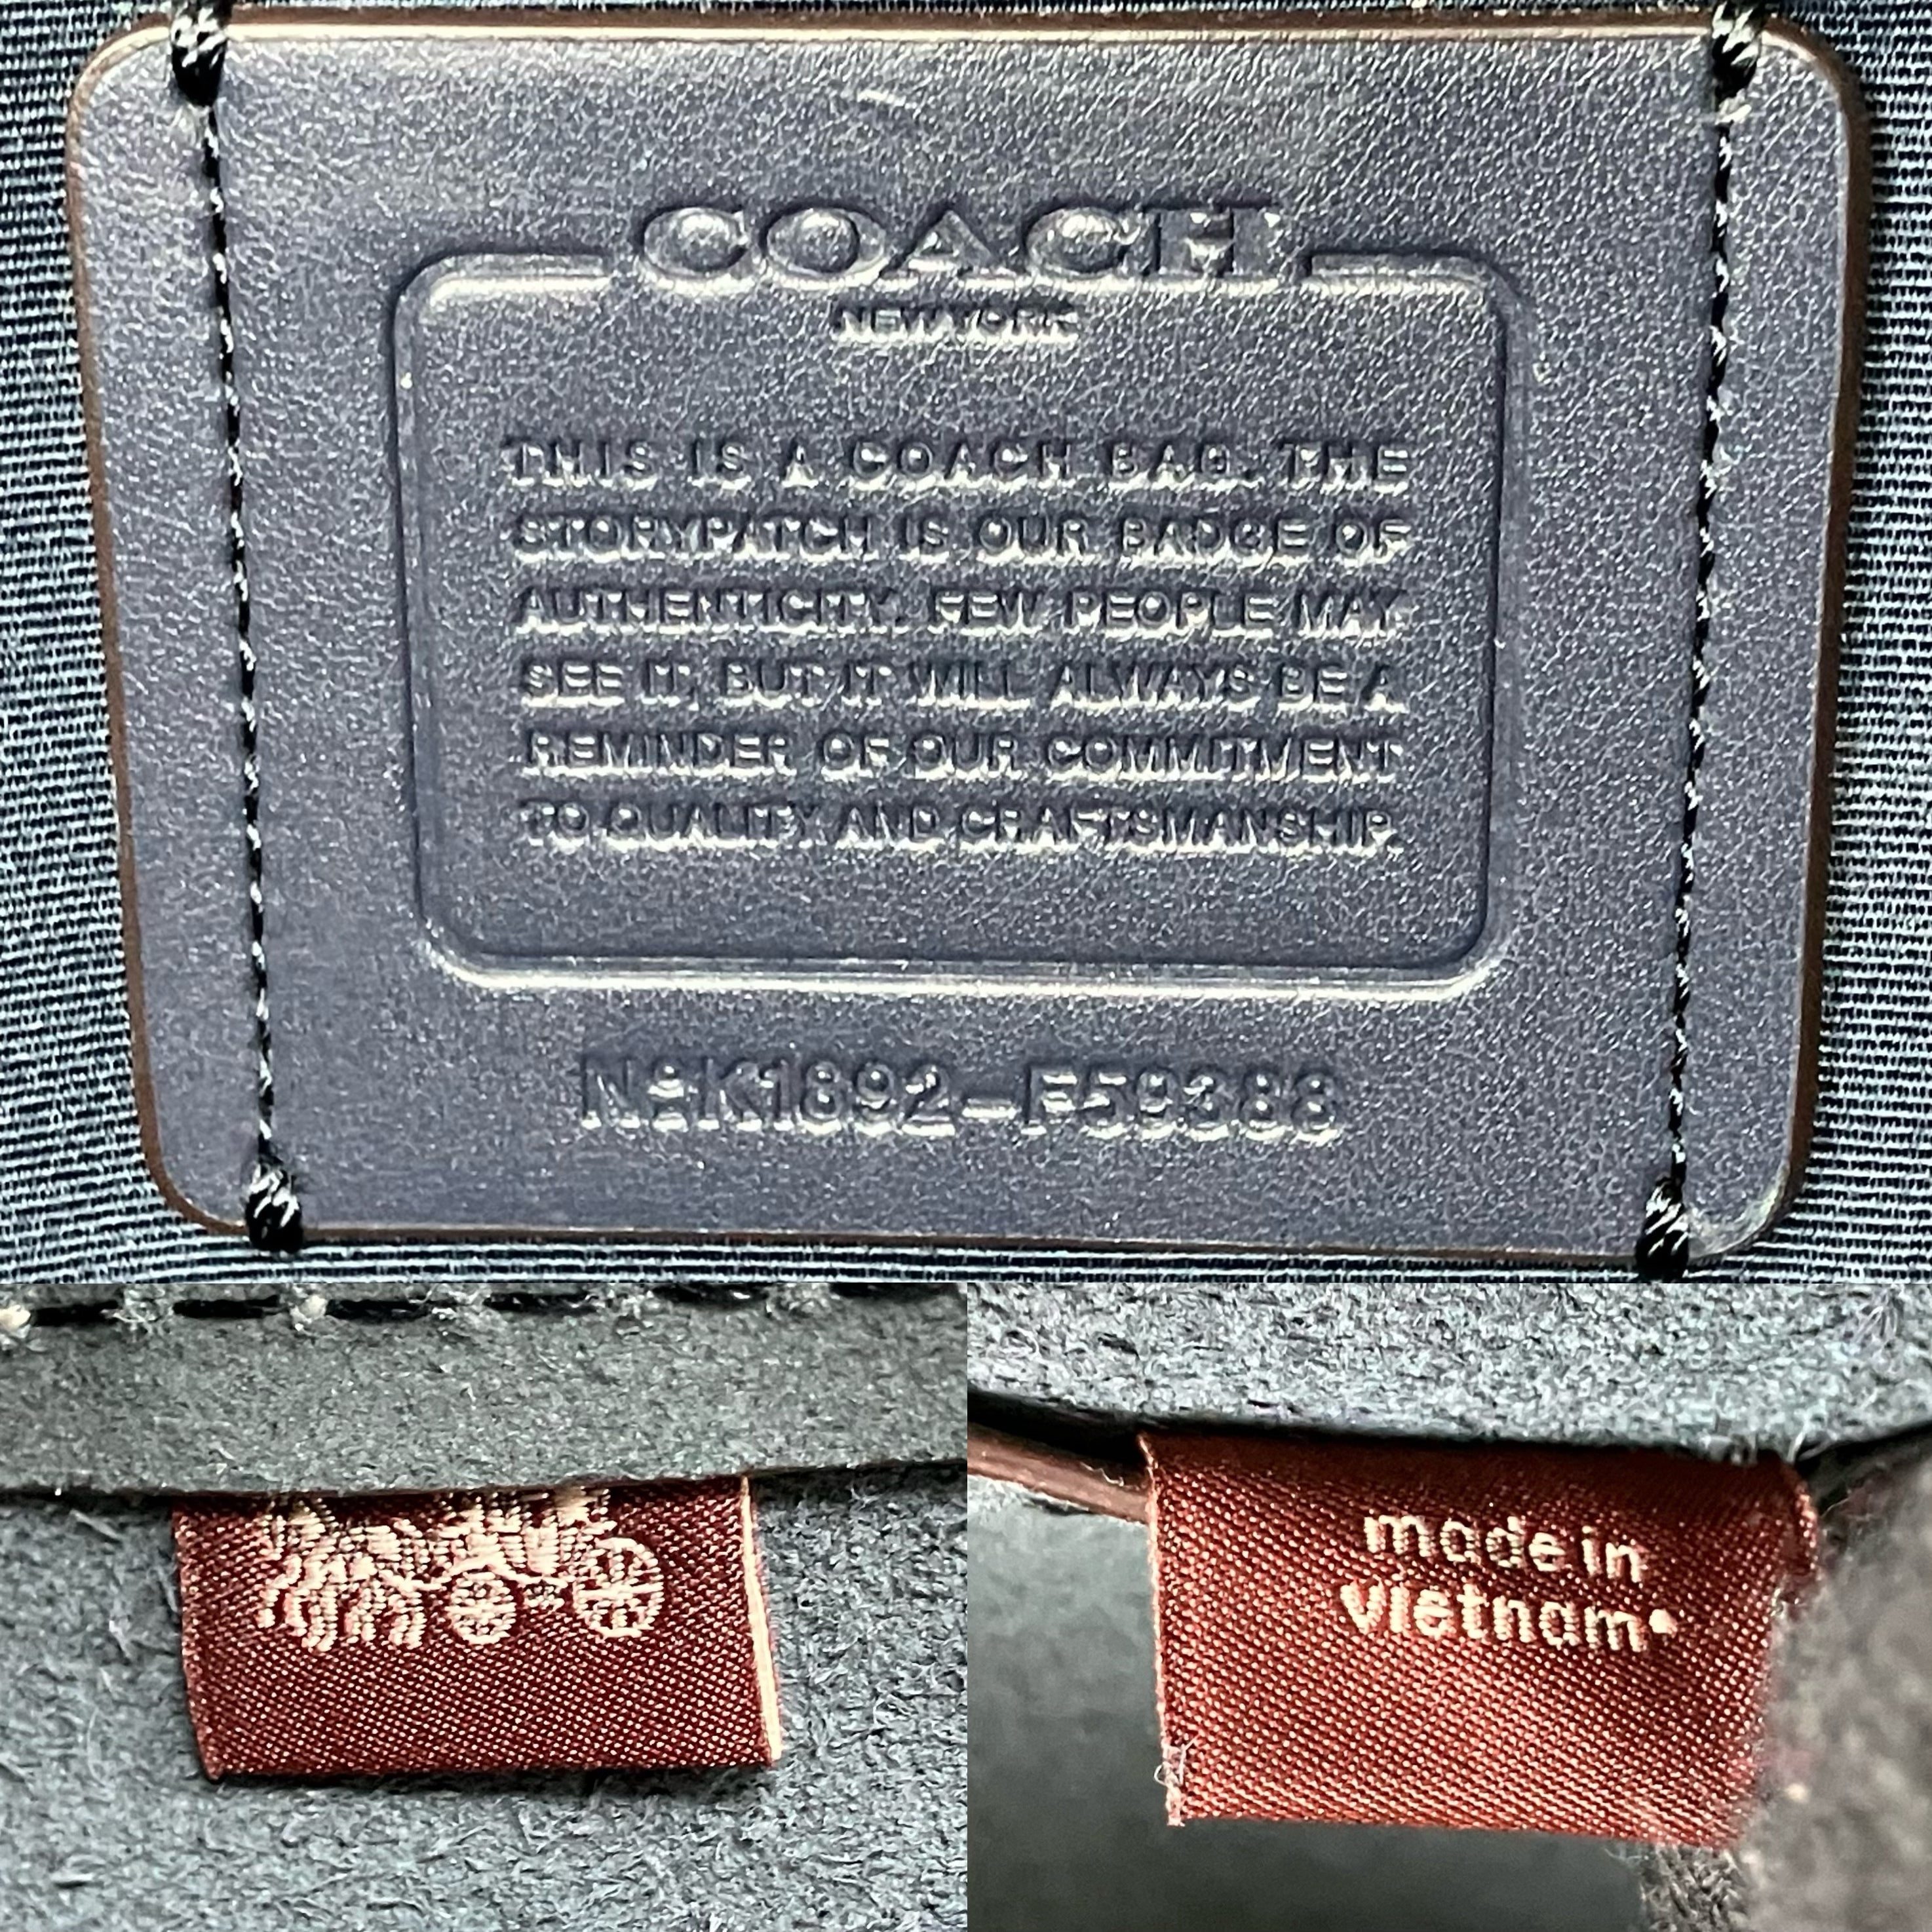 COACH
NEW YORK
THIS IS A COACH BAG. THE
STORYPATCH IS OUR BADGE OF
AUTHENTICITY. FEW PEOPLE MAY
SEE IT, BUT IT WILL ALWAYS BE A
REMINDER OF OUR COMMITMENT
TO QUALITY AND CRAFTSMANSHIP.
Nº K1892-F59388
made in
vietnam•